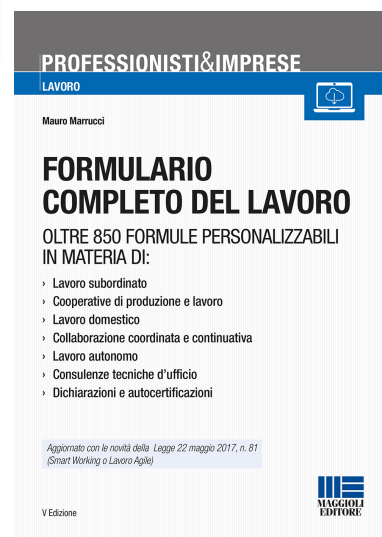 PROFESSIONISTI&IMPRESE
LAVORO
Mauro Marrucci
FORMULARIO
COMPLETO DEL LAVORO
OLTRE 850 FORMULE PERSONALIZZABILI
IN MATERIA DI:
› Lavoro subordinato
› Cooperative di produzione e lavoro
› Lavoro domestico
› Collaborazione coordinata e continuativa
› Lavoro autonomo
› Consulenze tecniche d'ufficio
› Dichiarazioni e autocertificazioni
Aggiornato con le novità della Legge 22 maggio 2017, n. 81
(Smart Working o Lavoro Agile)
V Edizione
MAGGIOLI
EDITORE